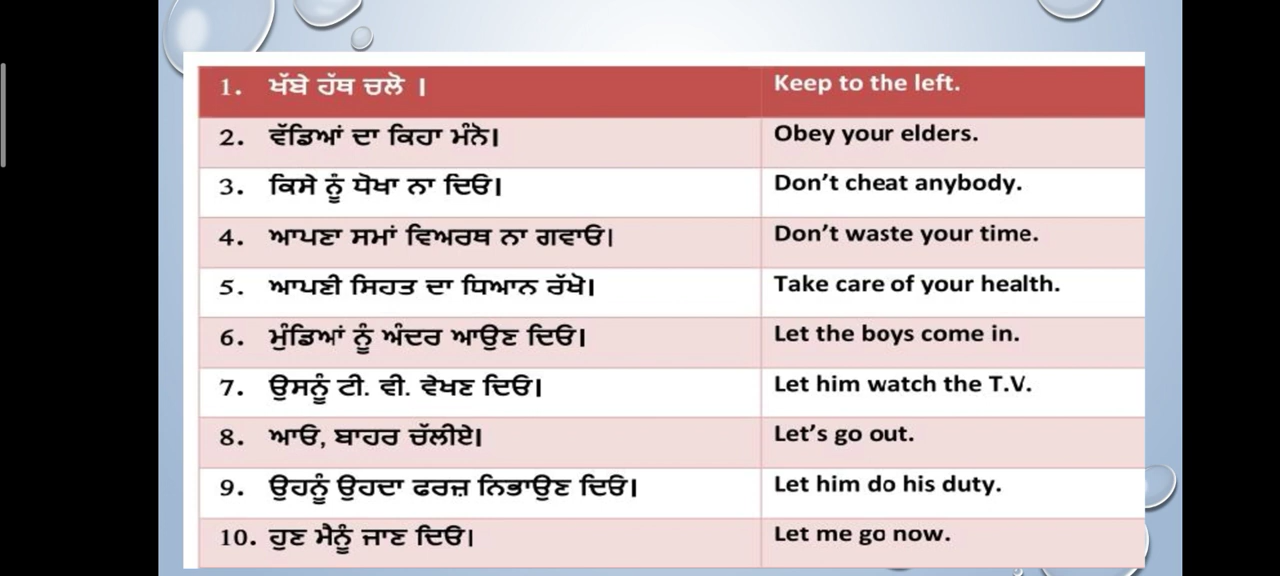 1. ਖੱਬੇ ਹੱਥ ਚਲੋ । Keep to the left.
2. ਵੱਡਿਆਂ ਦਾ ਕਿਹਾ ਮੰਨੋ। Obey your elders.
3. ਕਿਸੇ ਨੂੰ ਧੋਖਾ ਨਾ ਦਿਓ। Don’t cheat anybody.
4. ਆਪਣਾ ਸਮਾਂ ਵਿਅਰਥ ਨਾ ਗਵਾਓ। Don’t waste your time.
5. ਆਪਣੀ ਸਿਹਤ ਦਾ ਧਿਆਨ ਰੱਖੋ। Take care of your health.
6. ਮੁੰਡਿਆਂ ਨੂੰ ਅੰਦਰ ਆਉਣ ਦਿਓ। Let the boys come in.
7. ਉਸਨੂੰ ਟੀ. ਵੀ. ਵੇਖਣ ਦਿਓ। Let him watch the T.V.
8. ਆਓ, ਬਾਹਰ ਚੱਲੀਏ। Let’s go out.
9. ਉਹਨੂੰ ਉਹਦਾ ਫਰਜ਼ ਨਿਭਾਉਣ ਦਿਓ। Let him do his duty.
10. ਹੁਣ ਮੈਨੂੰ ਜਾਣ ਦਿਓ। Let me go now.